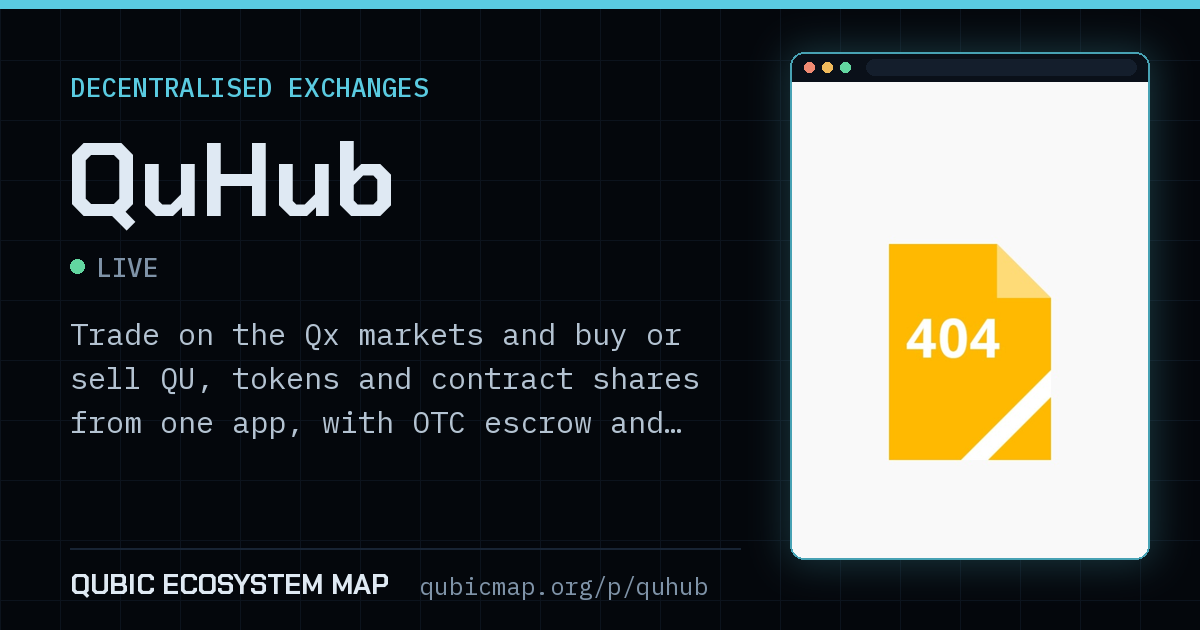 DECENTRALISED EXCHANGES
QuHub
LIVE
Trade on the Qx markets and buy or
sell QU, tokens and contract shares
from one app, with OTC escrow and…
QUBIC ECOSYSTEM MAP qubicmap.org/p/quhub
404